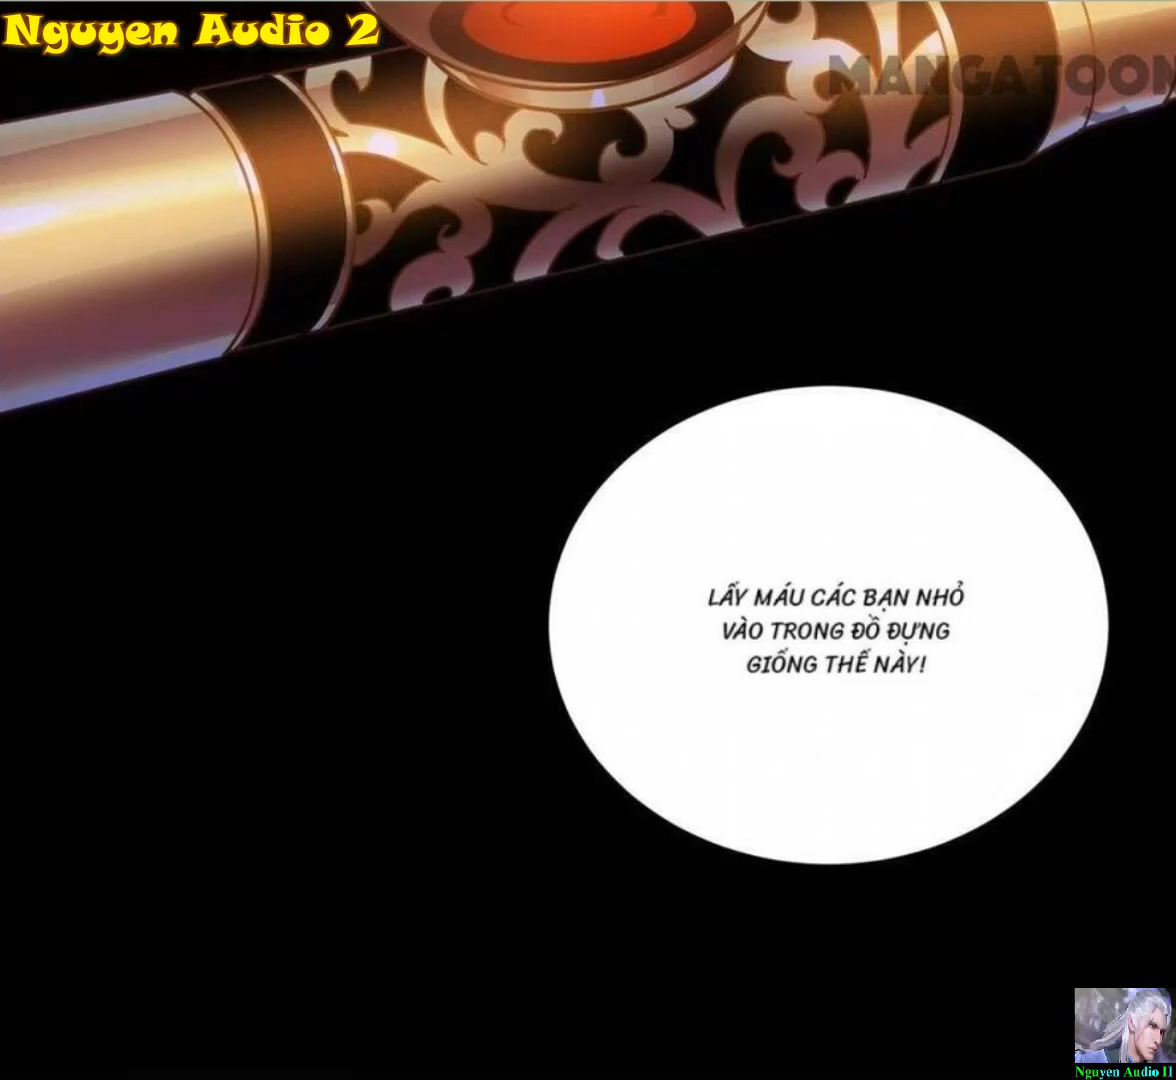 Nguyen Audio 2
MANGATOON
LẤY MÁU CÁC BẠN NHỎ
VÀO TRONG ĐỒ ĐỰNG
GIỐNG THẾ NÀY!
Nguyen Audio II